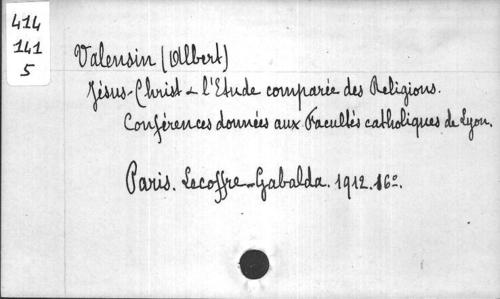 414
141
5
Valensin (Albert)
Jésus-Christ & l'Etude comparée des Religions.
Conférences données aux Facultés catholiques de Lyon.
Paris. Lecoffre-Gabalda. 1912. 16º.